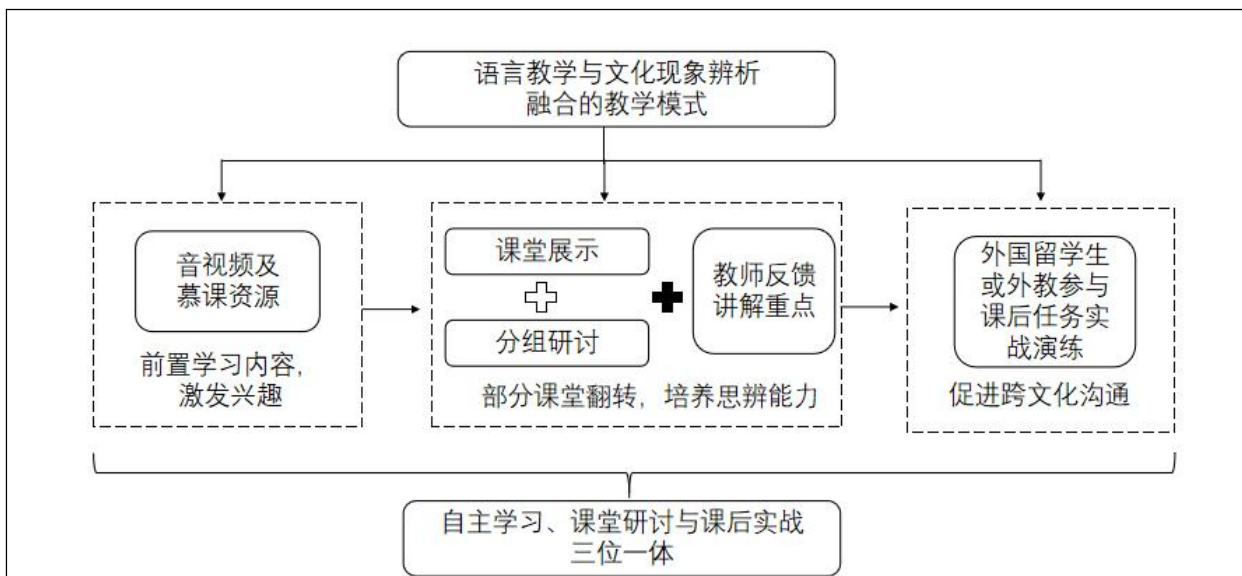 语言教学与文化现象辨析
融合的教学模式
音视频及
慕课资源
前置学习内容,
激发兴趣
课堂展示
分组研讨
教师反馈
讲解重点
部分课堂翻转，培养思辨能力
外国留学生
或外教参与
课后任务实
战演练
促进跨文化沟通
自主学习、课堂研讨与课后实战
三位一体